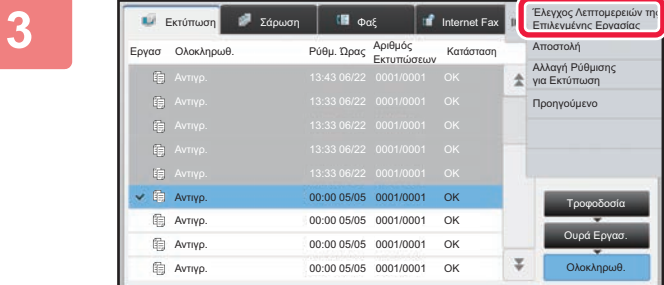 3
Εκτύπωση Σάρωση Φαξ Internet Fax
Έλεγχος Λεπτομερειών της
Επιλεγμένης Εργασίας
Αποστολή
Αλλαγή Ρύθμισης
για Εκτύπωση
Προηγούμενο
Εργασ Ολοκληρωθ. Ρύθμ. Ώρας Αριθμός Εκτυπώσεων Κατάσταση
Αντιγρ. 13:43 06/22 0001/0001 OK
Αντιγρ. 13:33 06/22 0001/0001 OK
Αντιγρ. 13:33 06/22 0001/0001 OK
Αντιγρ. 13:33 06/22 0001/0001 OK
Αντιγρ. 13:33 06/22 0001/0001 OK
Αντιγρ. 00:00 05/05 0001/0001 OK
Αντιγρ. 00:00 05/05 0001/0001 OK
Αντιγρ. 00:00 05/05 0001/0001 OK
Αντιγρ. 00:00 05/05 0001/0001 OK
Τροφοδοσία
Ουρά Εργασ.
Ολοκληρωθ.